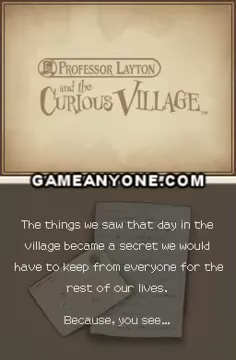 PROFESSOR LAYTON
and the
CURIOUS VILLAGE™
GAMEANYONE.COM
The things we saw that day in the
village became a secret we would
have to keep from everyone for the
rest of our lives.
Because, you see...